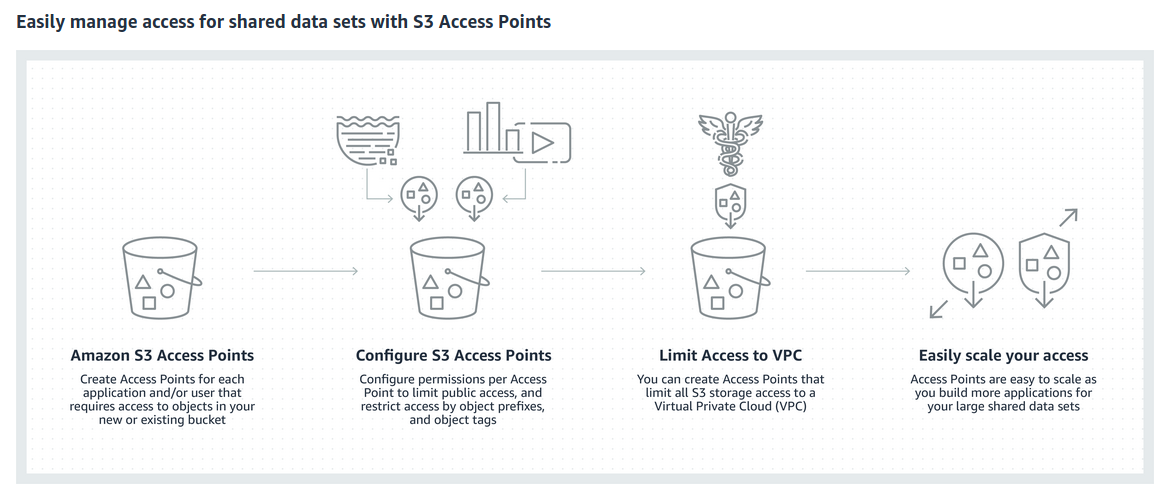 Easily manage access for shared data sets with S3 Access Points
Amazon S3 Access Points
Create Access Points for each
application and/or user that
requires access to objects in your
new or existing bucket
Configure S3 Access Points
Configure permissions per Access
Point to limit public access, and
restrict access by object prefixes,
and object tags
Limit Access to VPC
You can create Access Points that
limit all S3 storage access to a
Virtual Private Cloud (VPC)
Easily scale your access
Access Points are easy to scale as
you build more applications for
your large shared data sets